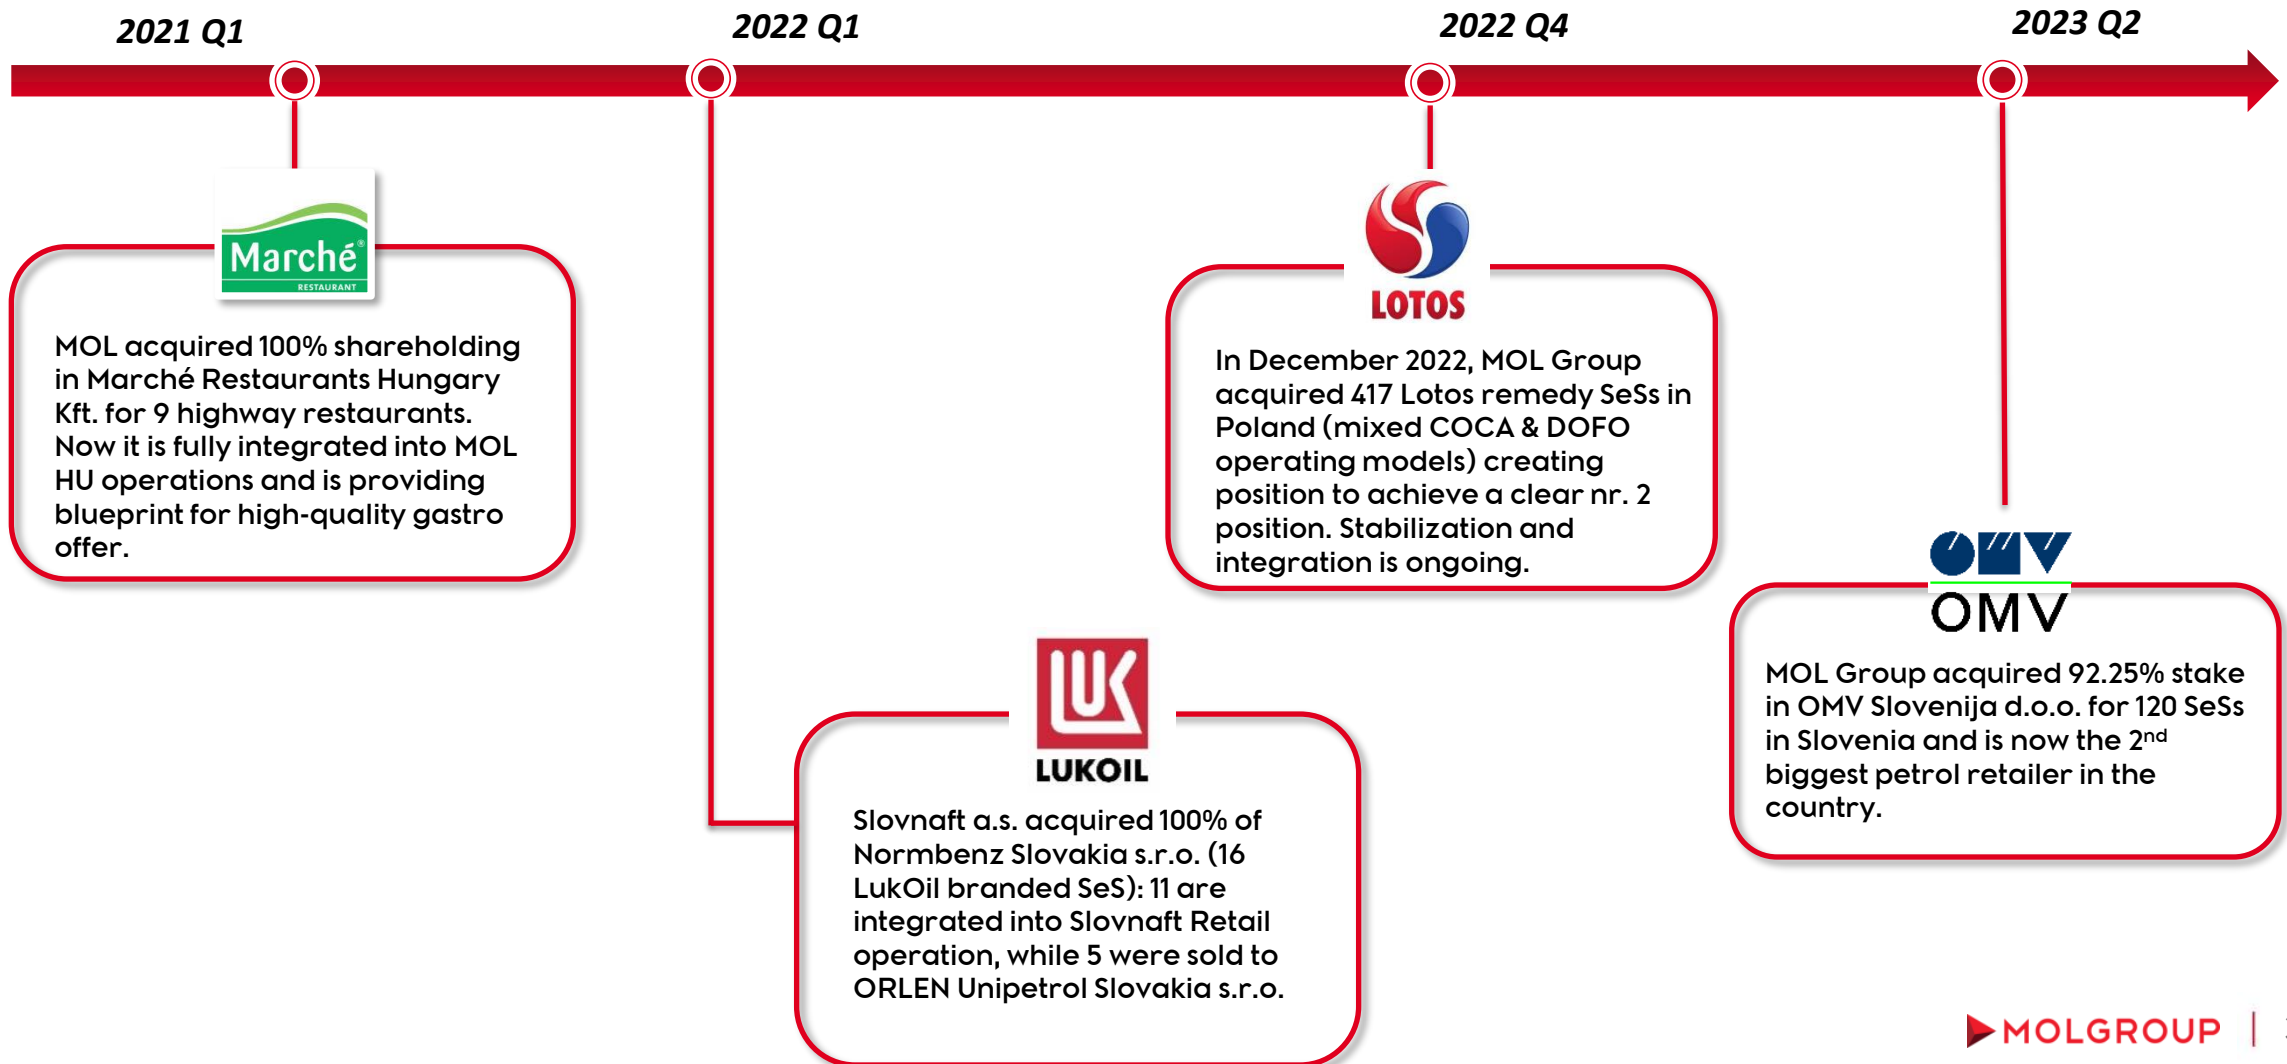 2021 Q1
2022 Q1
2022 Q4
2023 Q2
Marché®
RESTAURANT
MOL acquired 100% shareholding
in Marché Restaurants Hungary
Kft. for 9 highway restaurants.
Now it is fully integrated into MOL
HU operations and is providing
blueprint for high-quality gastro
offer.
LUK
LUKOIL
Slovnaft a.s. acquired 100% of
Normbenz Slovakia s.r.o. (16
LukOil branded SeS): 11 are
integrated into Slovnaft Retail
operation, while 5 were sold to
ORLEN Unipetrol Slovakia s.r.o.
LOTOS
In December 2022, MOL Group
acquired 417 Lotos remedy SeSs in
Poland (mixed COCA & DOFO
operating models) creating
position to achieve a clear nr. 2
position. Stabilization and
integration is ongoing.
OMV
OMV
MOL Group acquired 92.25% stake
in OMV Slovenija d.o.o. for 120 SeSs
in Slovenia and is now the 2nd
biggest petrol retailer in the
country.
MOLGROUP |